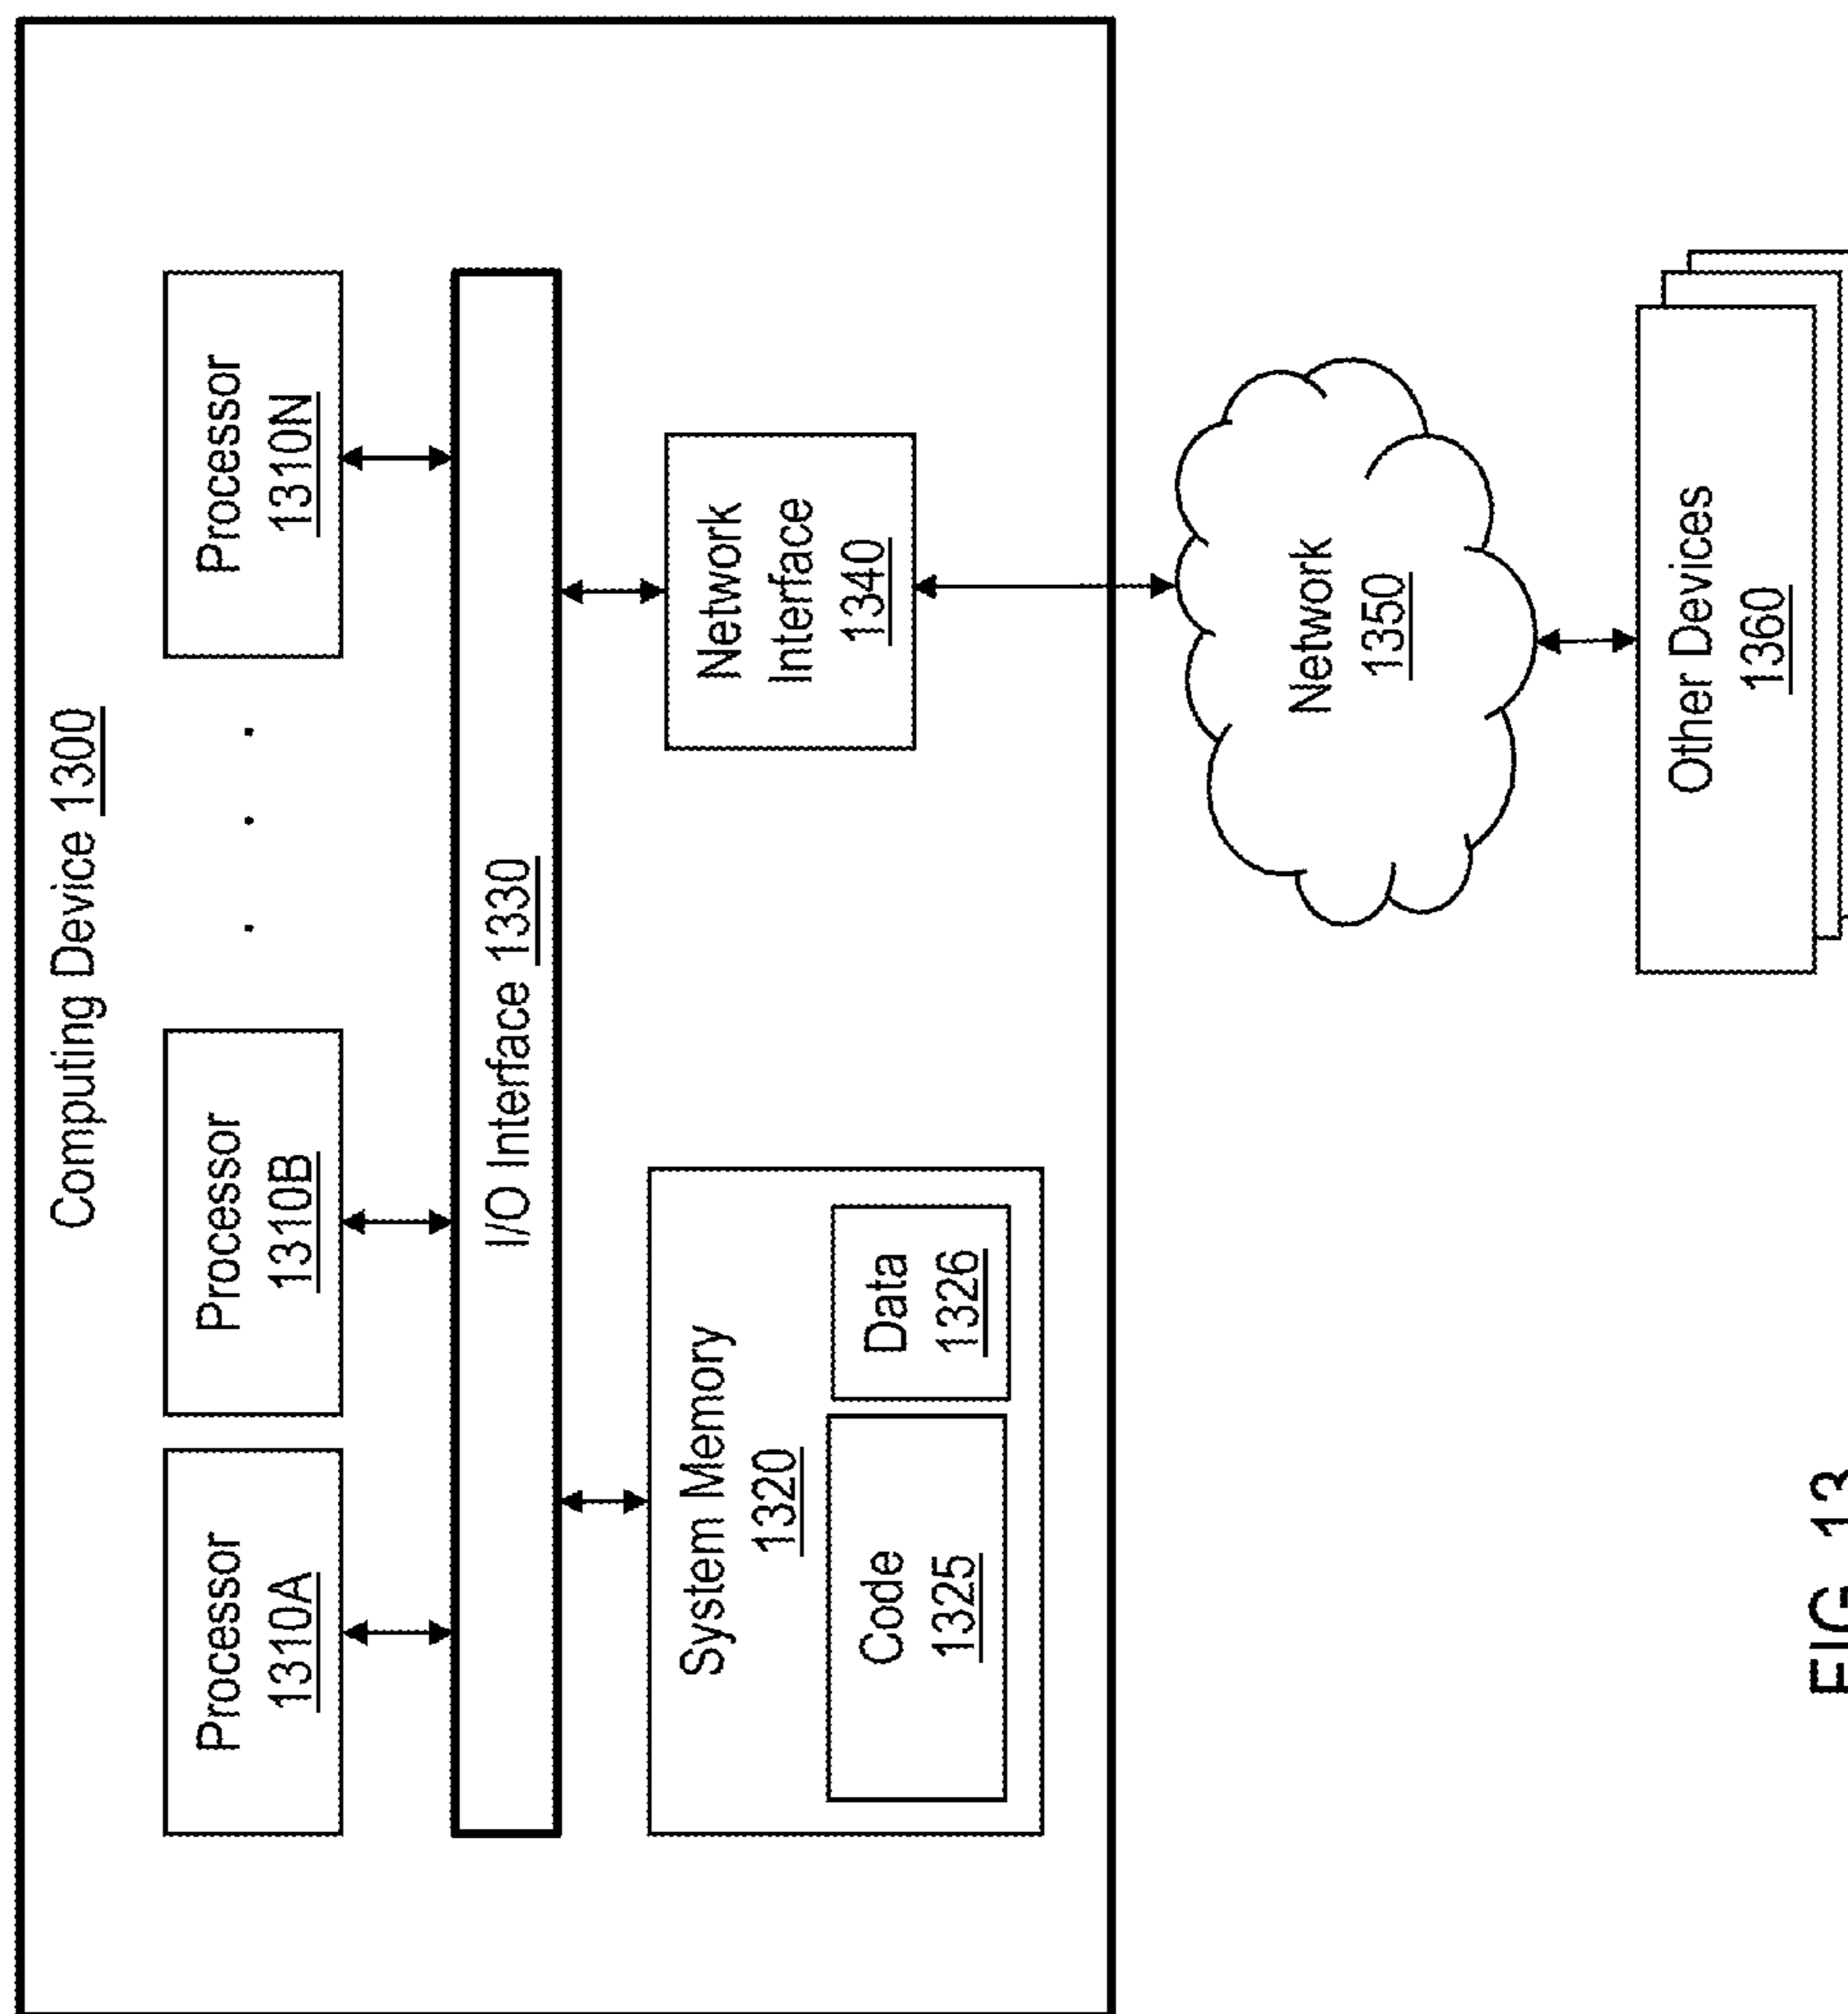 Computing Device 1300
Processor
1310A
Processor
1310B
. . .
Processor
1310N
I/O Interface 1330
System Memory
1320
Code
1325
Data
1326
Network
Interface
1340
Network
1350
Other Devices
1360
FIG. 13